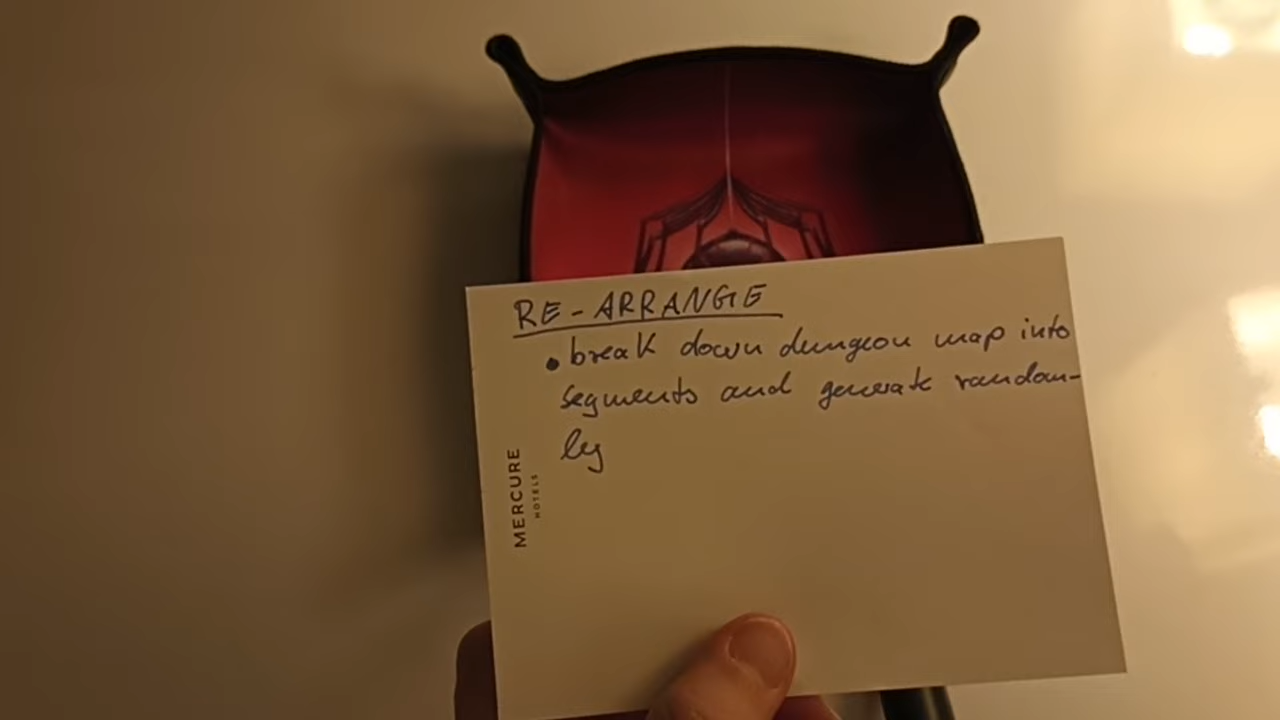 RE-ARRANGE
• break down dungeon map into
segments and generate random-
ly
MERCURE
HOTELS